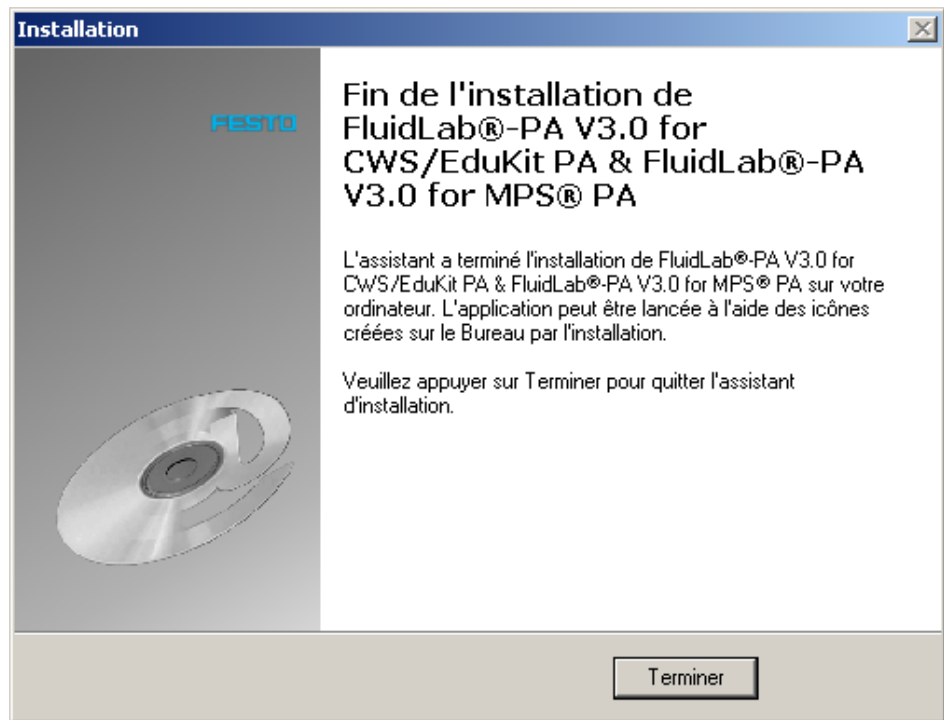 Installation
FESTO
Fin de l'installation de
FluidLab®-PA V3.0 for
CWS/EduKit PA & FluidLab®-PA
V3.0 for MPS® PA
L'assistant a terminé l'installation de FluidLab®-PA V3.0 for
CWS/EduKit PA & FluidLab®-PA V3.0 for MPS® PA sur votre
ordinateur. L'application peut être lancée à l'aide des icônes
créées sur le Bureau par l'installation.
Veuillez appuyer sur Terminer pour quitter l'assistant
d'installation.
Terminer